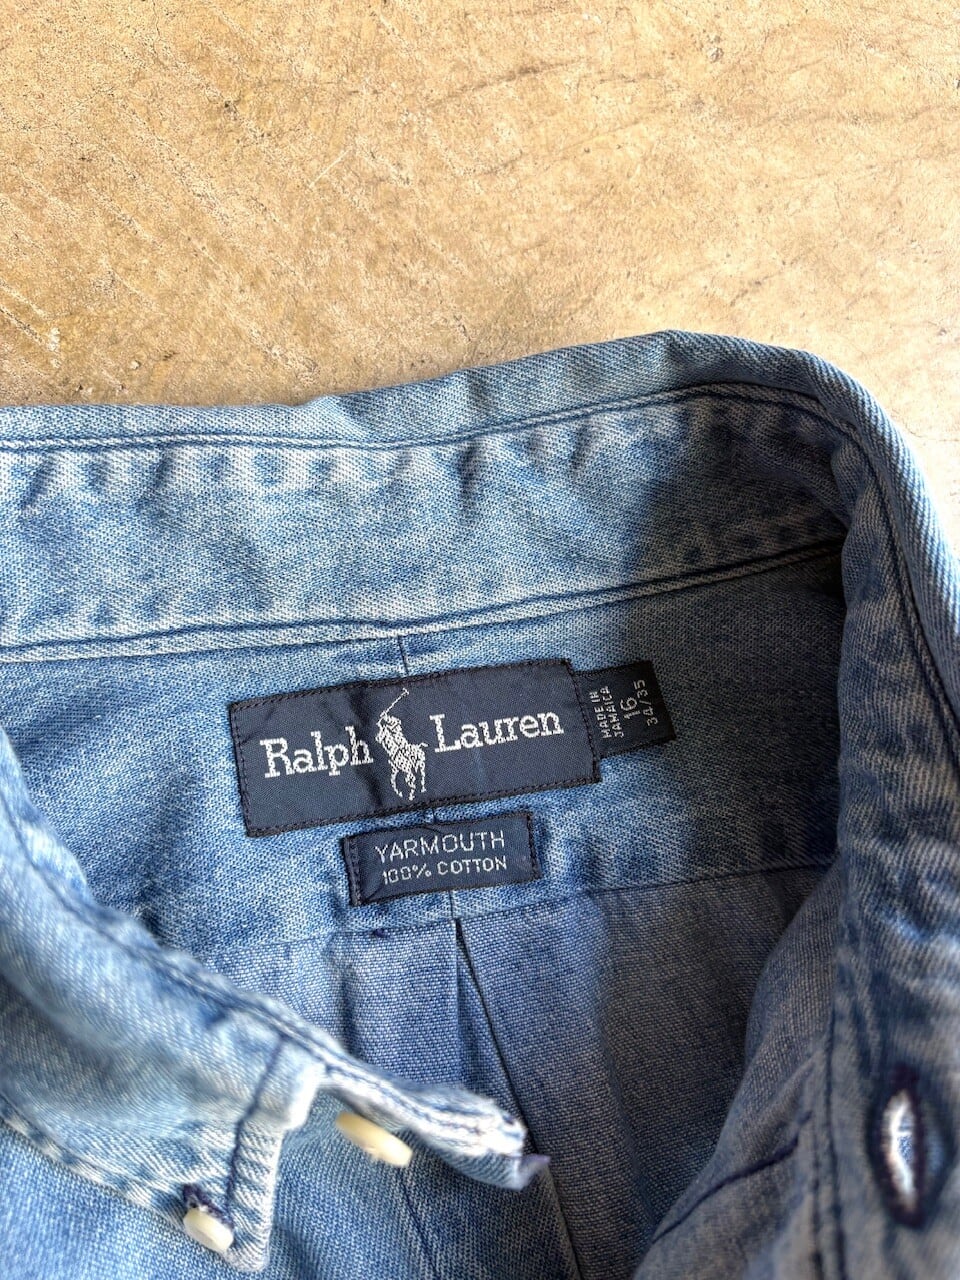 Ralph Lauren
MADE IN
JAMAICA
16
34/35
YARMOUTH
100% COTTON